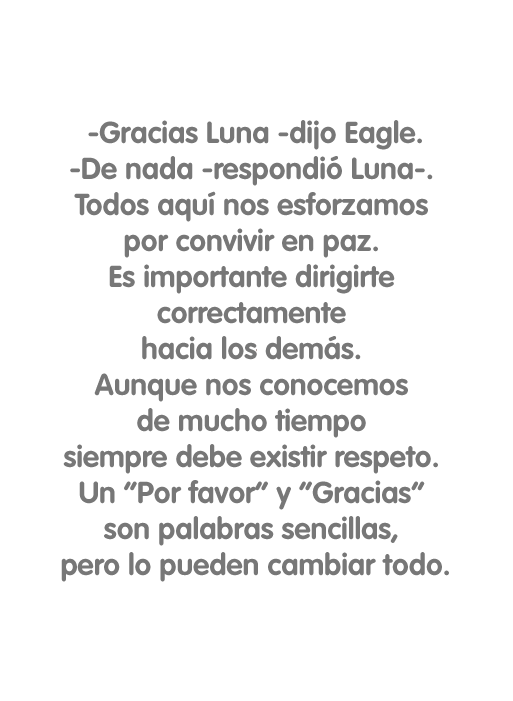 -Gracias Luna -dijo Eagle.
-De nada -respondió Luna-.
Todos aquí nos esforzamos
por convivir en paz.
Es importante dirigirte
correctamente
hacia los demás.
Aunque nos conocemos
de mucho tiempo
siempre debe existir respeto.
Un “Por favor” y “Gracias”
son palabras sencillas,
pero lo pueden cambiar todo.